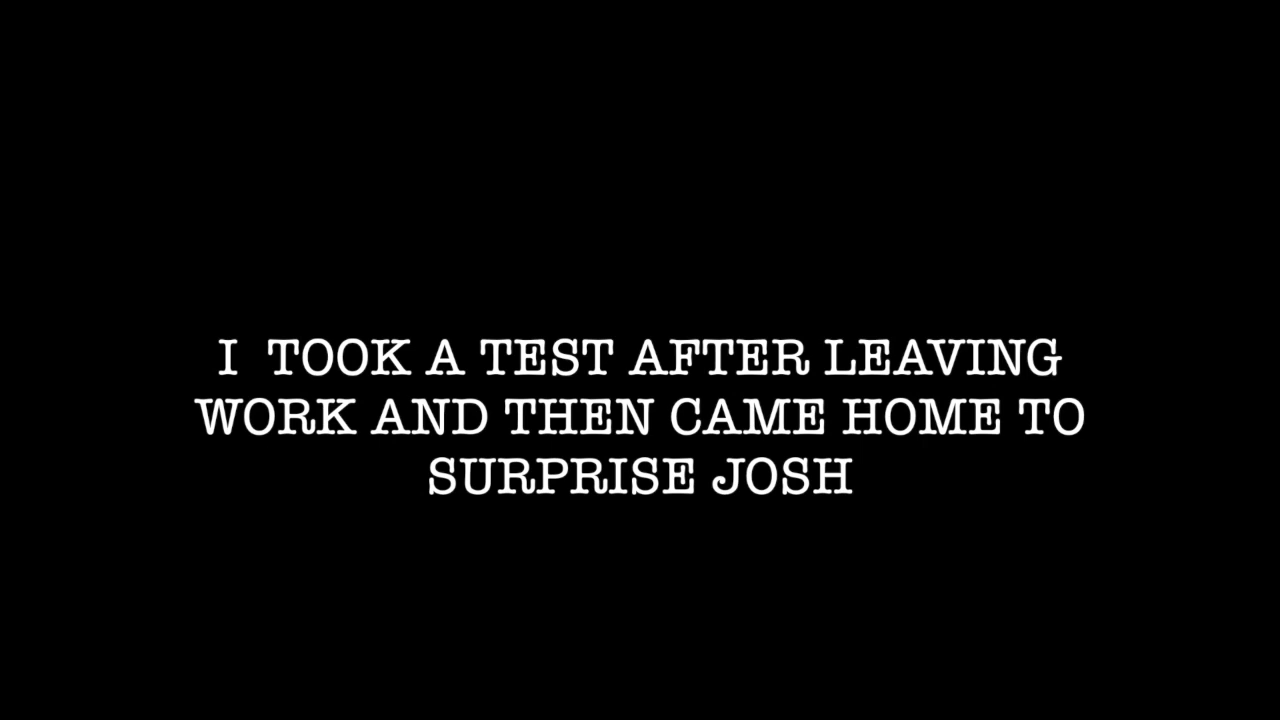 I  TOOK A TEST AFTER LEAVING
WORK AND THEN CAME HOME TO
SURPRISE JOSH